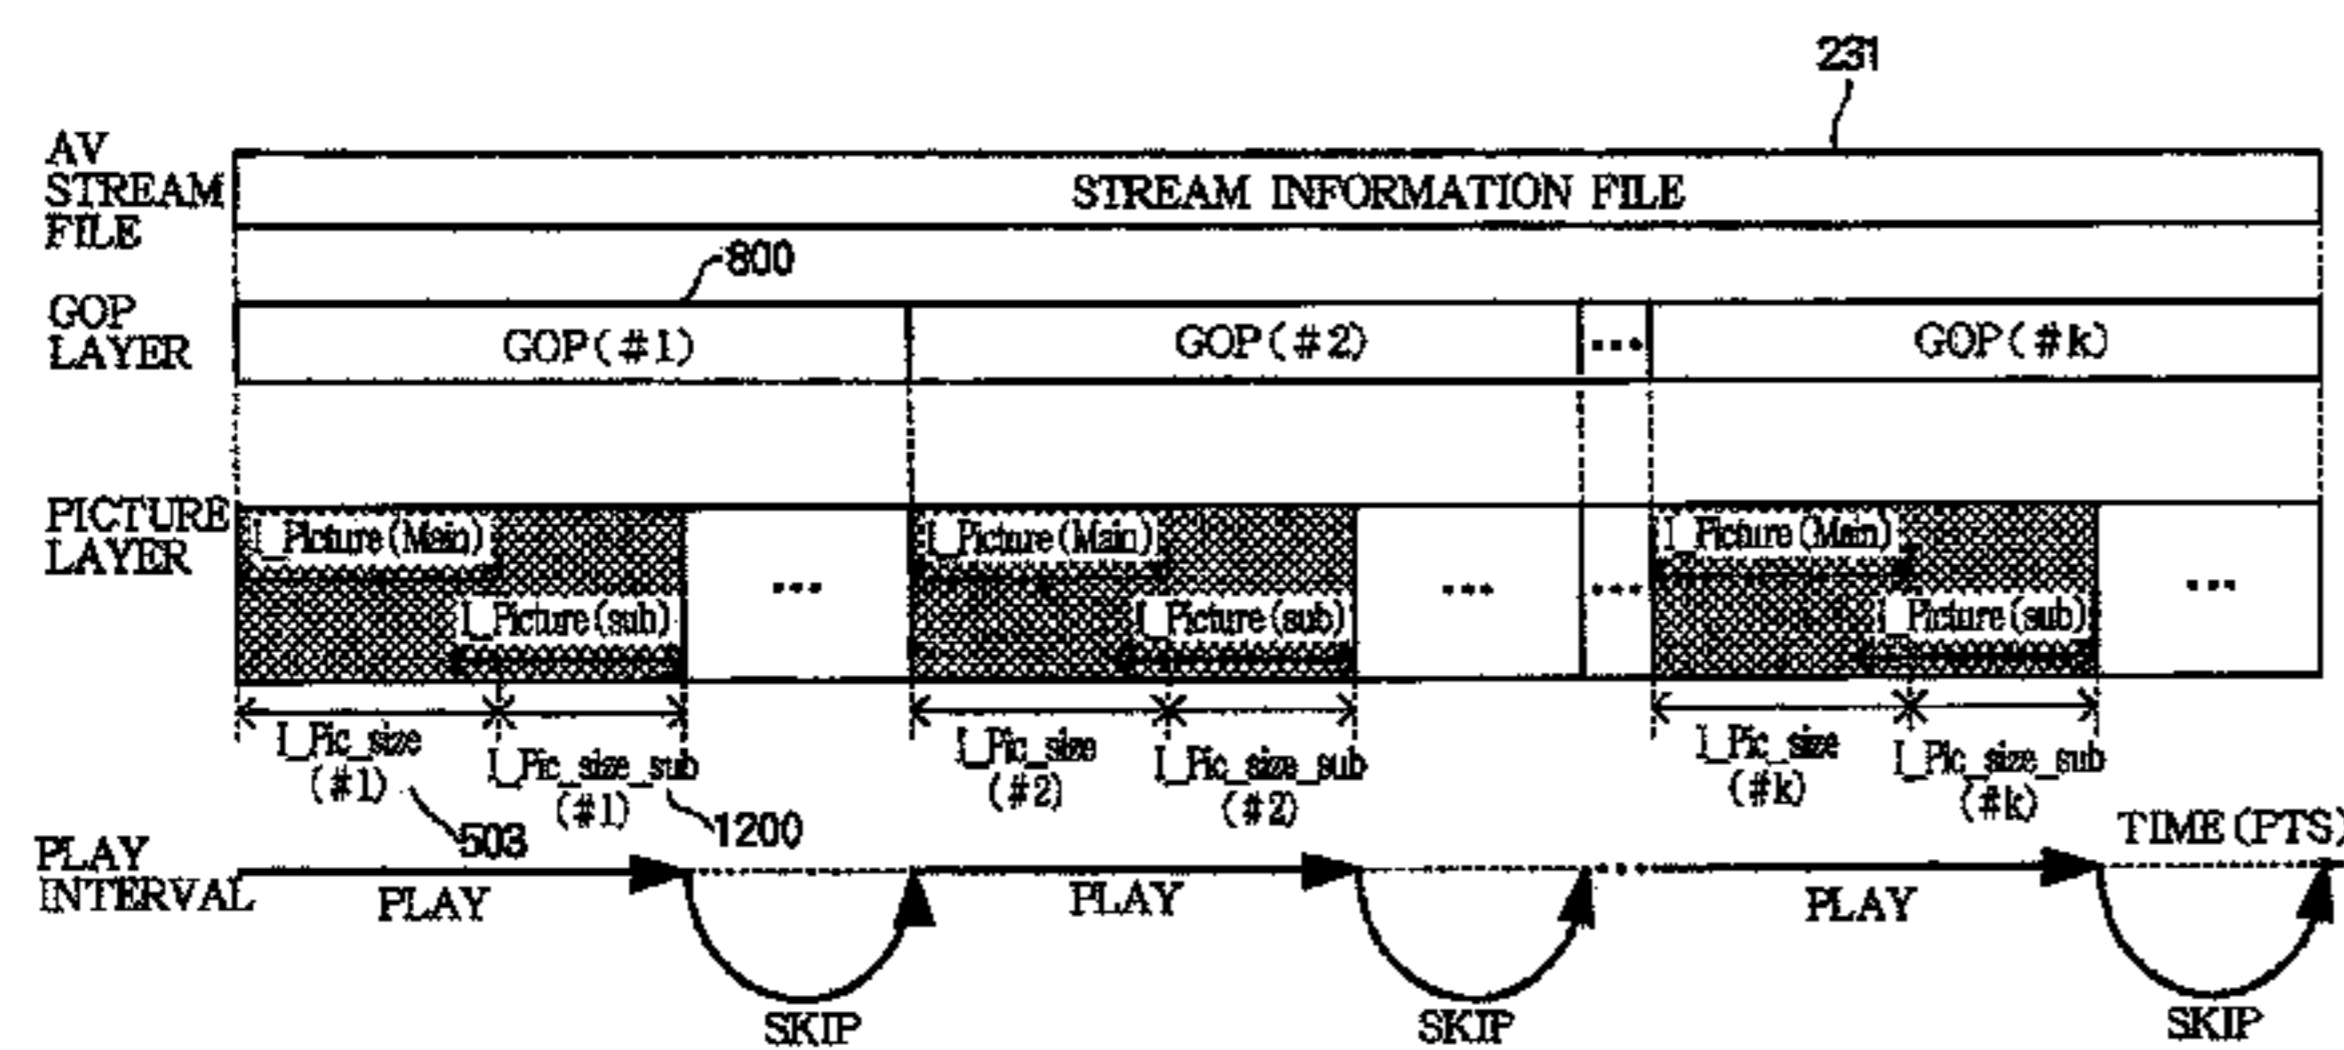 231
AV
STREAM
FILE
STREAM INFORMATION FILE
800
GOP
LAYER
GOP(#1)
GOP(#2)
...
GOP(#k)
PICTURE
LAYER
I_Picture(Main)
I_Picture(Main)
I_Picture(Main)
...
...
...
...
I_Picture(sub)
I_Picture(sub)
I_Picture(sub)
I_Pic_size
(#1)
I_Pic_size_sub
(#1)
I_Pic_size
(#2)
I_Pic_size_sub
(#2)
I_Pic_size
(#k)
I_Pic_size_sub
(#k)
503
1200
TIME(PTS)
PLAY
INTERVAL
PLAY
PLAY
PLAY
SKIP
SKIP
SKIP